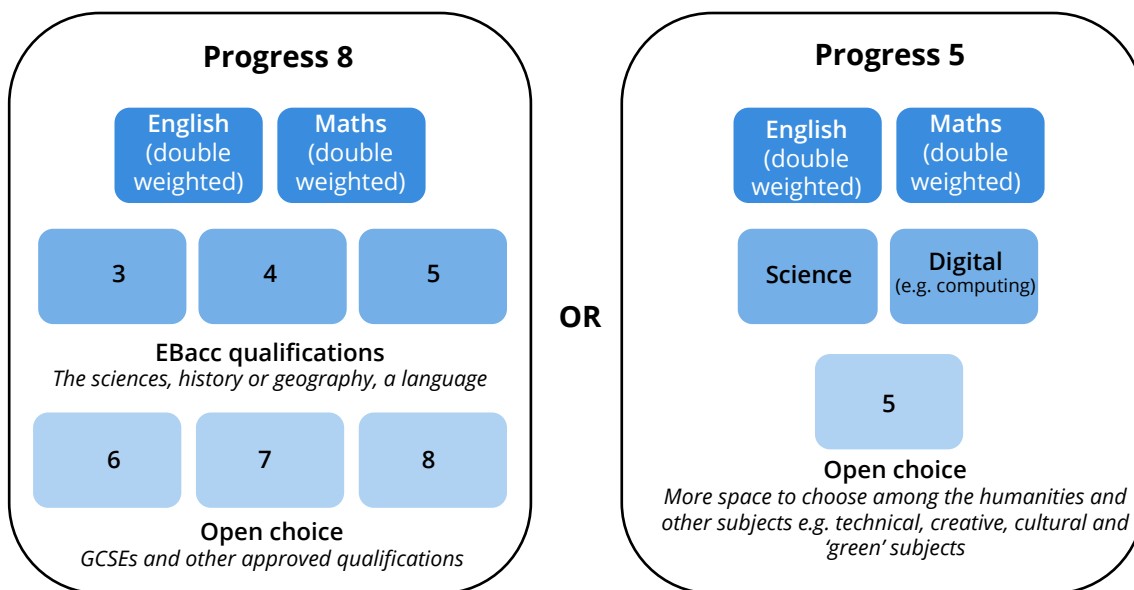 Progress 8
English
(double
weighted)
Maths
(double
weighted)
3
4
5
EBacc qualifications
The sciences, history or geography, a language
6
7
8
Open choice
GCSEs and other approved qualifications
OR
Progress 5
English
(double
weighted)
Maths
(double
weighted)
Science
Digital
(e.g. computing)
5
Open choice
More space to choose among the humanities and
other subjects e.g. technical, creative, cultural and
‘green’ subjects